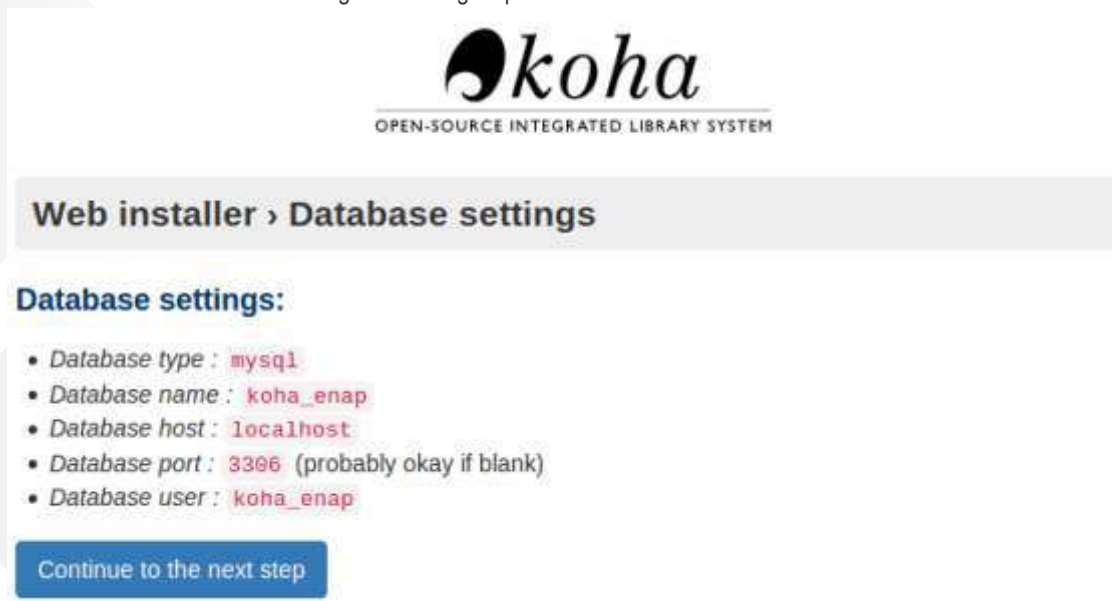 koha
OPEN-SOURCE INTEGRATED LIBRARY SYSTEM
Web installer › Database settings
Database settings:
• Database type : mysql
• Database name : koha_enap
• Database host : localhost
• Database port : 3306 (probably okay if blank)
• Database user : koha_enap
Continue to the next step